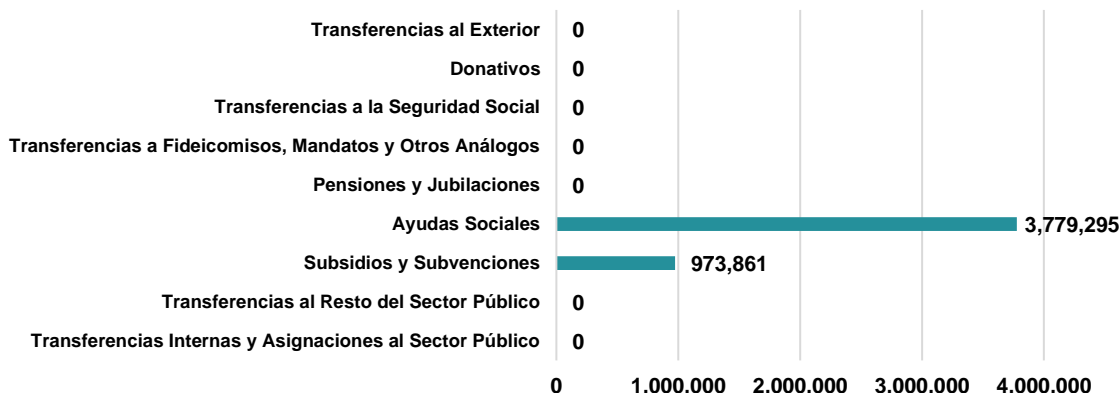 Transferencias al Exterior 0
Donativos 0
Transferencias a la Seguridad Social 0
Transferencias a Fideicomisos, Mandatos y Otros Análogos 0
Pensiones y Jubilaciones 0
Ayudas Sociales 3,779,295
Subsidios y Subvenciones 973,861
Transferencias al Resto del Sector Público 0
Transferencias Internas y Asignaciones al Sector Público 0
0 1,000,000 2,000,000 3,000,000 4,000,000